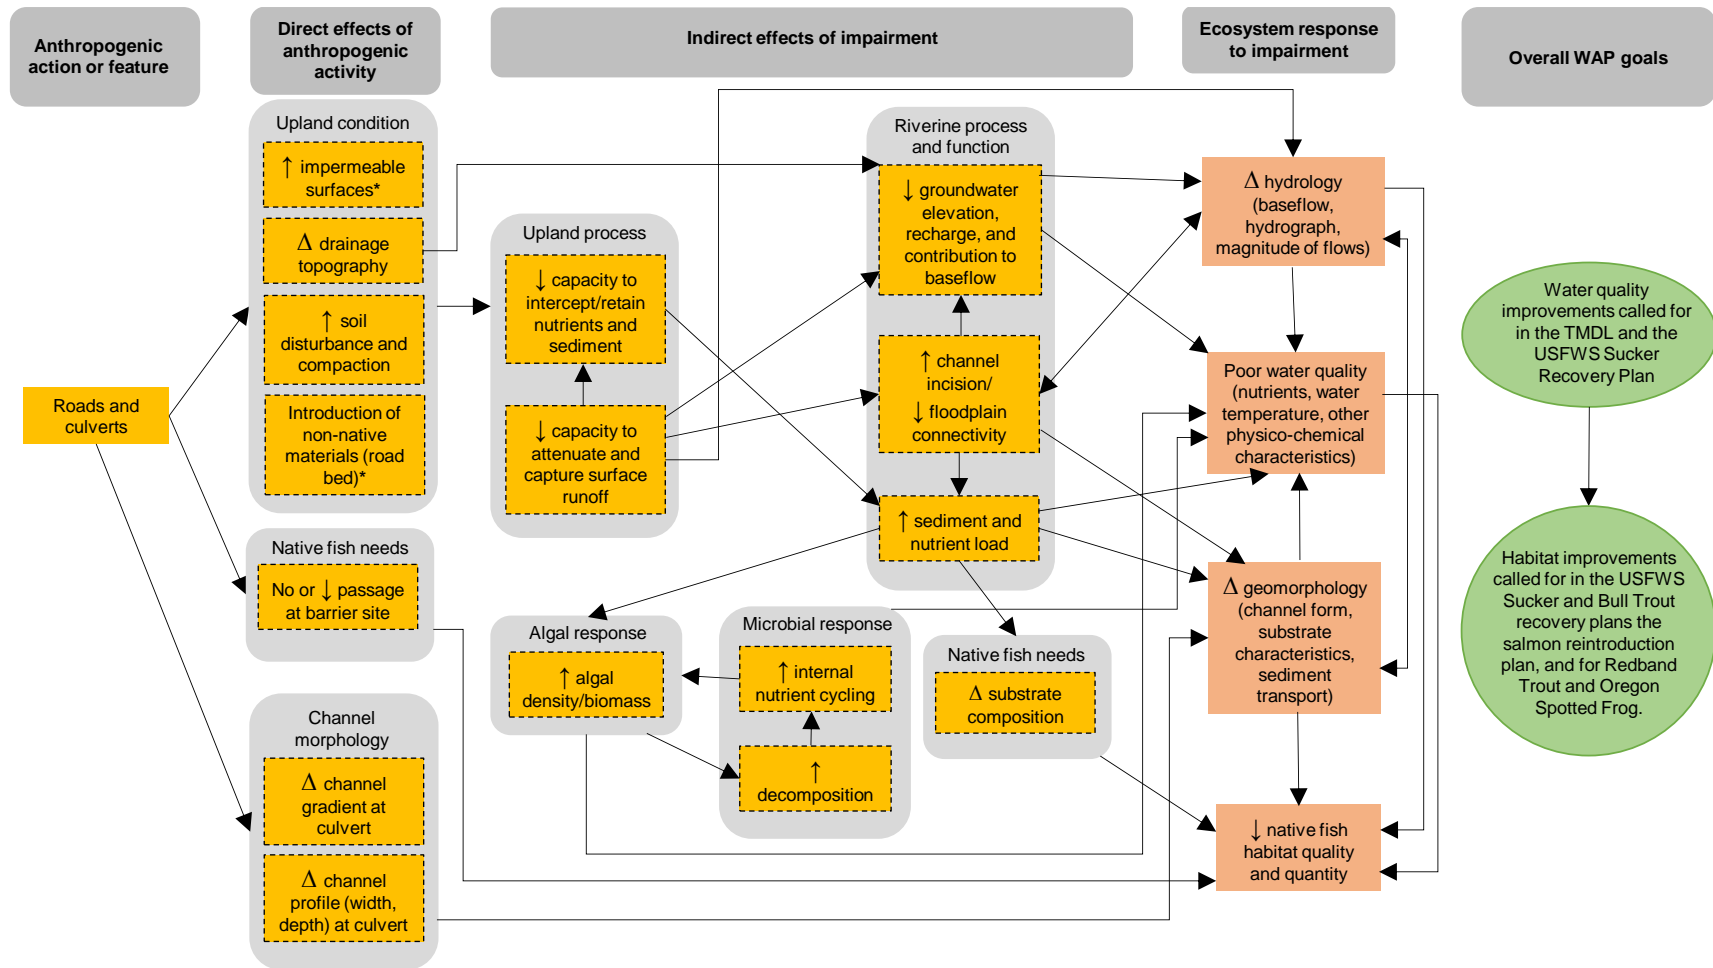 Anthropogenic
action or feature
Direct effects of
anthropogenic
activity
Indirect effects of impairment
Ecosystem response
to impairment
Overall WAP goals
Roads and
culverts
Upland condition
↑ impermeable
surfaces*
Δ drainage
topography
↑ soil
disturbance and
compaction
Introduction of
non-native
materials (road
bed)*
Native fish needs
No or ↓ passage
at barrier site
Channel
morphology
Δ channel
gradient at
culvert
Δ channel
profile (width,
depth) at culvert
Upland process
↓ capacity to
intercept/retain
nutrients and
sediment
↓ capacity to
attenuate and
capture surface
runoff
Algal response
↑ algal
density/biomass
Microbial response
↑ internal
nutrient cycling
↑
decomposition
Riverine process
and function
↓ groundwater
elevation,
recharge, and
contribution to
baseflow
↑ channel
incision/
↓ floodplain
connectivity
↑ sediment and
nutrient load
Native fish needs
Δ substrate
composition
Δ hydrology
(baseflow,
hydrograph,
magnitude of flows)
Poor water quality
(nutrients, water
temperature, other
physico-chemical
characteristics)
Δ geomorphology
(channel form,
substrate
characteristics,
sediment
transport)
↓ native fish
habitat quality
and quantity
Water quality
improvements called for
in the TMDL and the
USFWS Sucker
Recovery Plan
Habitat improvements
called for in the USFWS
Sucker and Bull Trout
recovery plans the
salmon reintroduction
plan, and for Redband
Trout and Oregon
Spotted Frog.